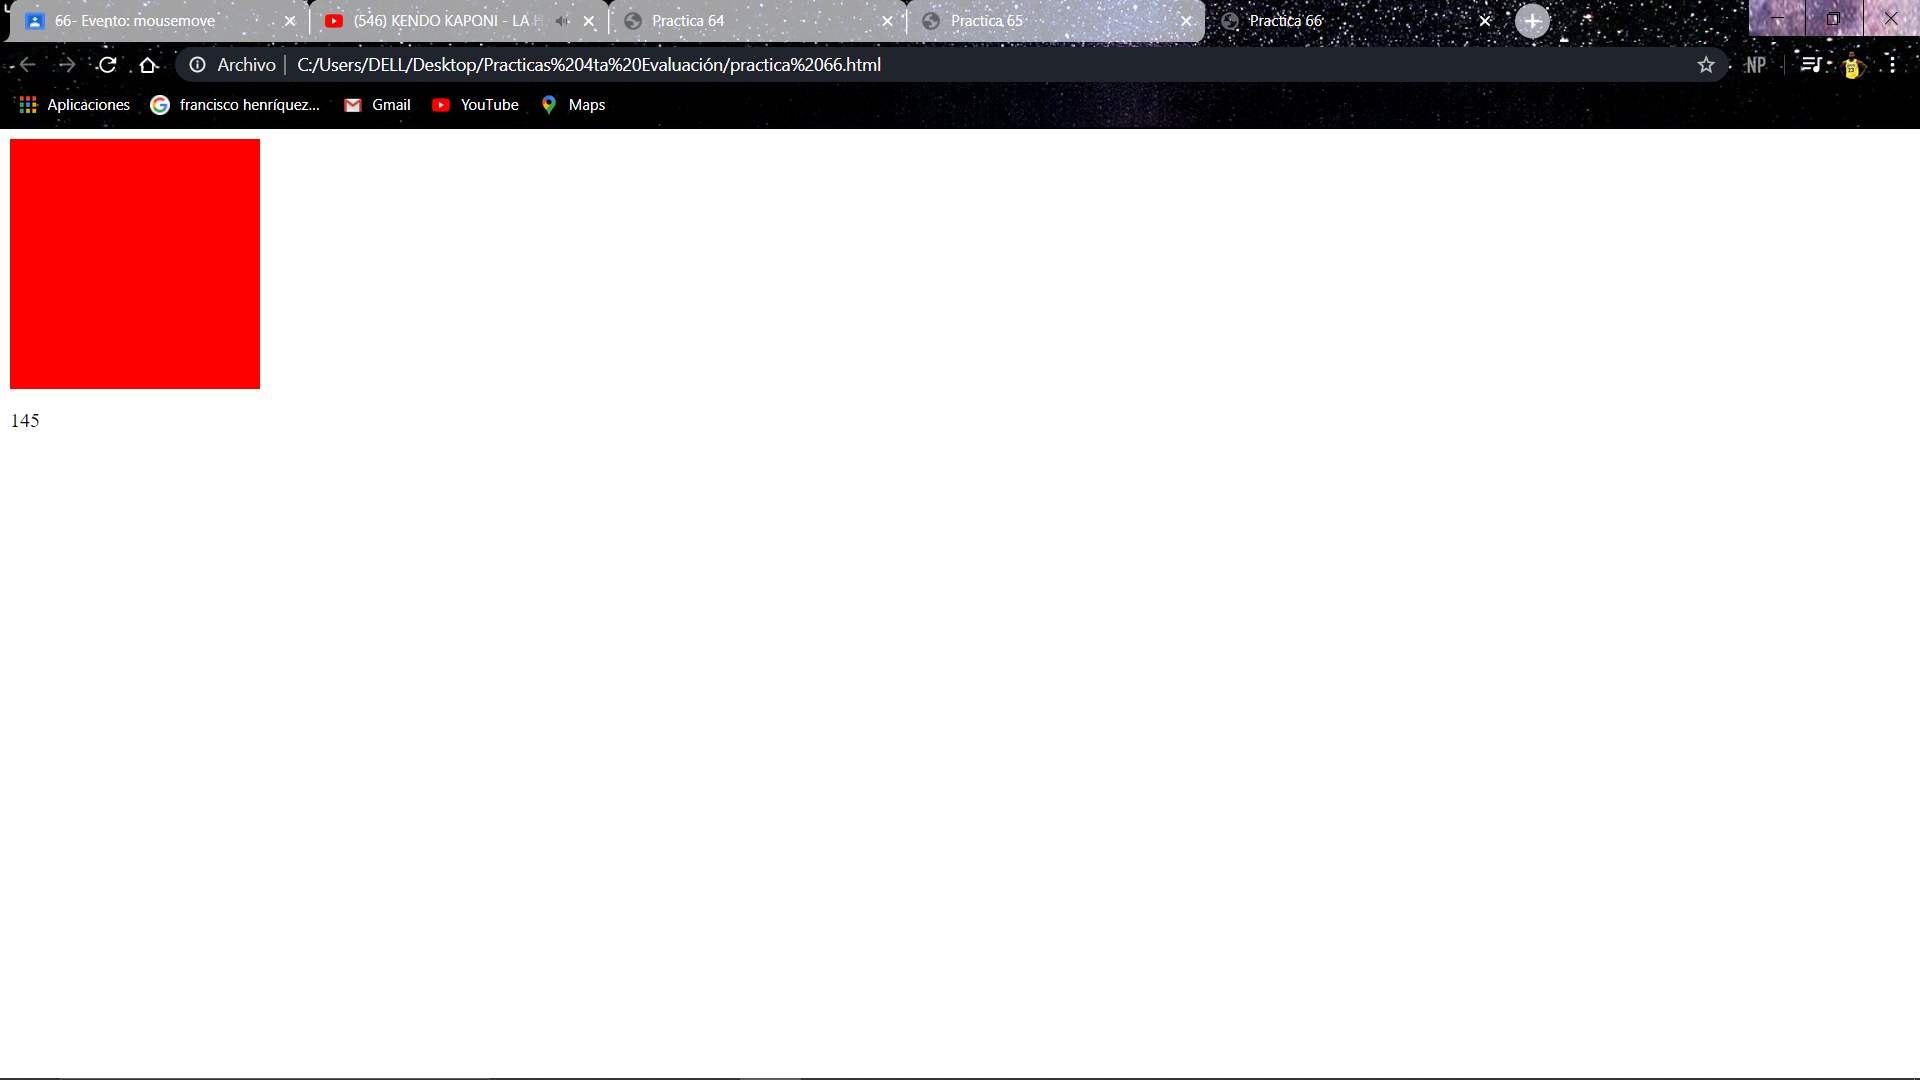 66- Evento: mousemove
(546) KENDO KAPONI - LA
Practica 64
Practica 65
Practica 66
Archivo | C:/Users/DELL/Desktop/Practicas%204ta%20Evaluación/practica%2066.html
NP
Aplicaciones
francisco henríquez...
Gmail
YouTube
Maps
145